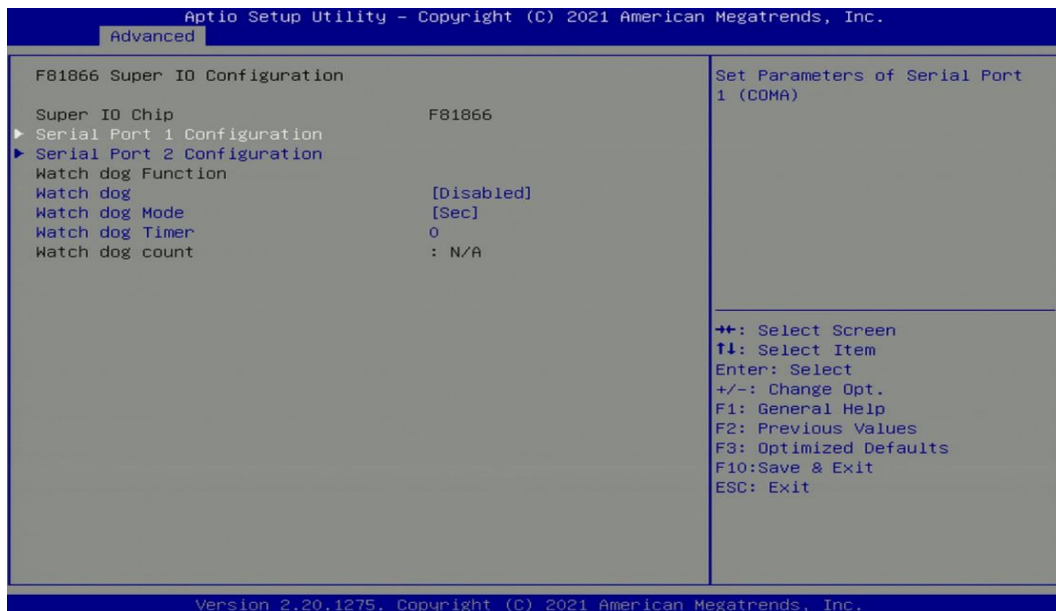 Aptio Setup Utility – Copyright (C) 2021 American Megatrends, Inc.
Advanced
F81866 Super IO Configuration
Super IO Chip F81866
▶ Serial Port 1 Configuration
▶ Serial Port 2 Configuration
Watch dog Function
Watch dog [Disabled]
Watch dog Mode [Sec]
Watch dog Timer 0
Watch dog count : N/A
Set Parameters of Serial Port
1 (COMA)
→←: Select Screen
↑↓: Select Item
Enter: Select
+/-: Change Opt.
F1: General Help
F2: Previous Values
F3: Optimized Defaults
F10:Save & Exit
ESC: Exit
Version 2.20.1275. Copyright (C) 2021 American Megatrends, Inc.